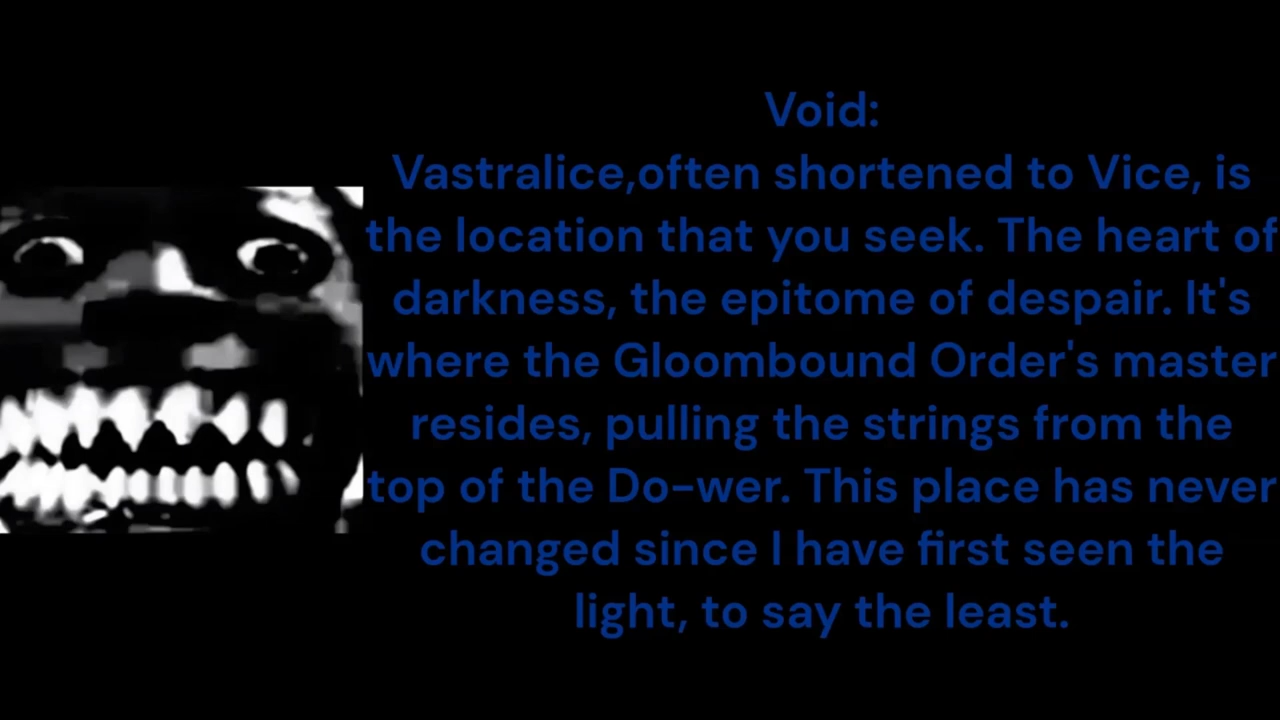 Void:
Vastralice,often shortened to Vice, is
the location that you seek. The heart of
darkness, the epitome of despair. It's
where the Gloombound Order's master
resides, pulling the strings from the
top of the Do-wer. This place has never
changed since I have first seen the
light, to say the least.